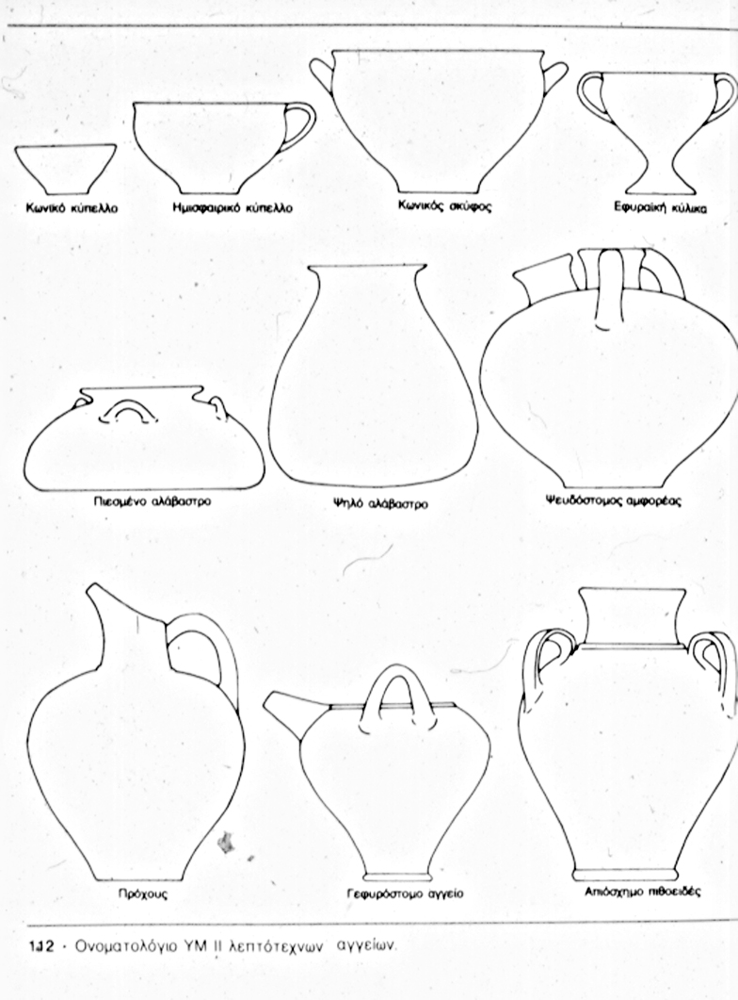 Κωνικό κύπελλο
Ημισφαιρικό κύπελλο
Κωνικός σκύφος
Εφυραϊκή κύλικα
Πιεσμένο αλάβαστρο
Ψηλό αλάβαστρο
Ψευδόστομος αμφορέας
Πρόχους
Γεφυρόστομο αγγείο
Απιόσχημο πιθοειδές
112 · Ονοματολόγιο ΥΜ ΙΙ λεπτότεχνων αγγείων.